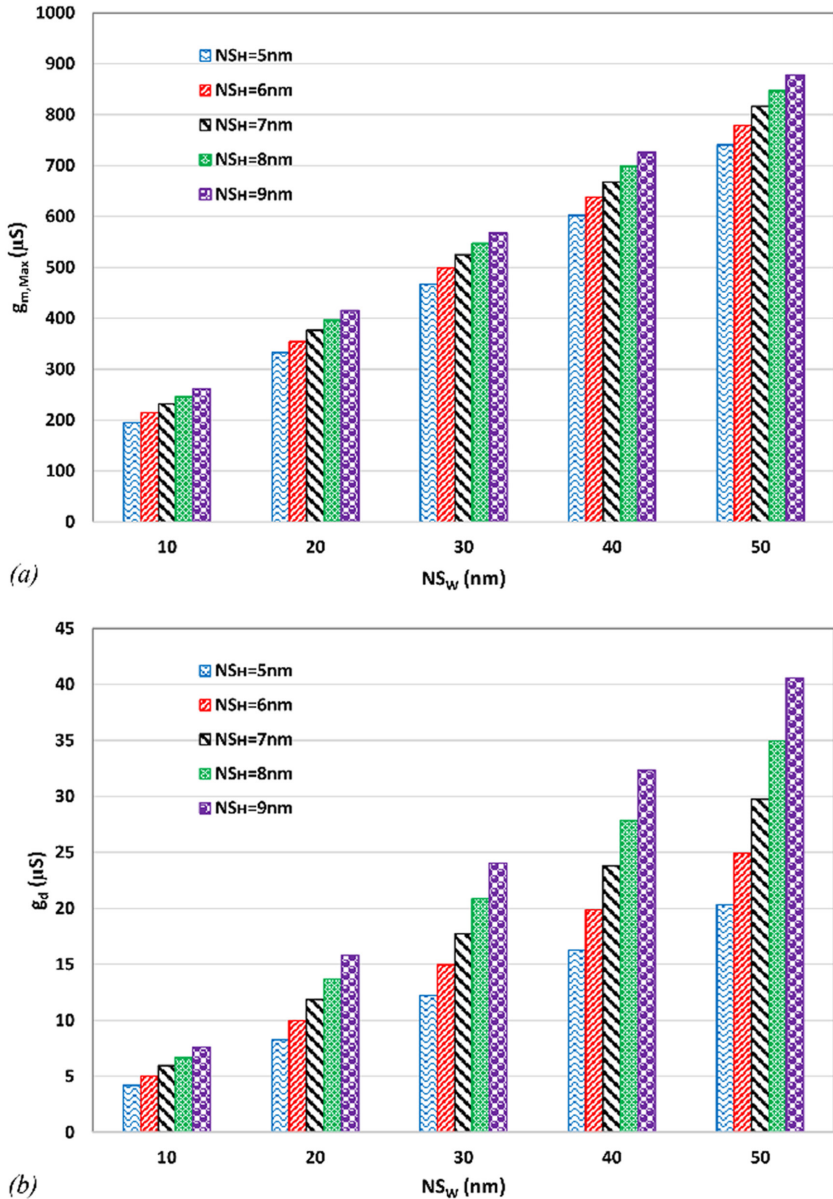 1000
900
800
700
600
500
400
300
200
100
0
gm,Max (µS)
NSH=5nm
NSH=6nm
NSH=7nm
NSH=8nm
NSH=9nm
10 20 30 40 50
NSW (nm)
(a)
45
40
35
30
25
20
15
10
5
0
gd (µS)
NSH=5nm
NSH=6nm
NSH=7nm
NSH=8nm
NSH=9nm
10 20 30 40 50
NSW (nm)
(b)